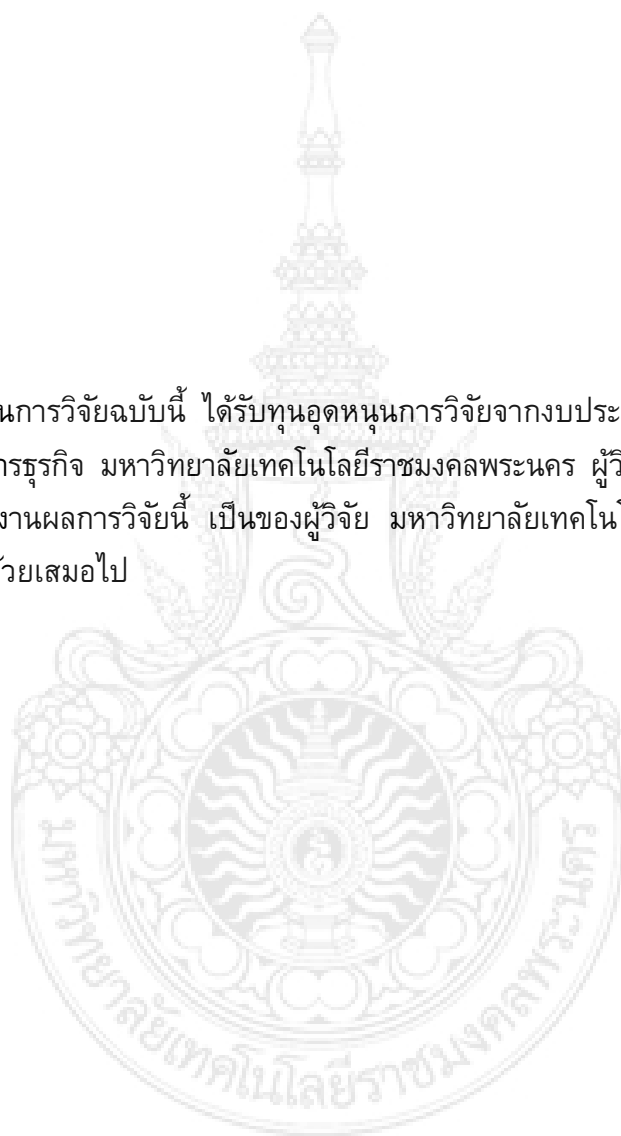 นการวิจัยฉบับนี้ ได้รับทุนอุดหนุนการวิจัยจากงบประ
ารธุรกิจ มหาวิทยาลัยเทคโนโลยีราชมงคลพระนคร ผู้วิ
งานผลการวิจัยนี้ เป็นของผู้วิจัย มหาวิทยาลัยเทคโนโ
้วยเสมอไป
มหาวิทยาลัยเทคโนโลยีราชมงคลพระนคร